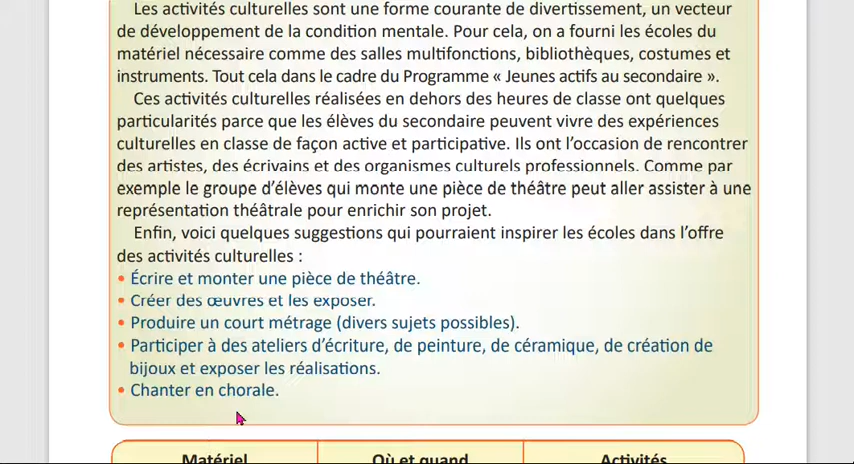 Les activités culturelles sont une forme courante de divertissement, un vecteur
de développement de la condition mentale. Pour cela, on a fourni les écoles du
matériel nécessaire comme des salles multifonctions, bibliothèques, costumes et
instruments. Tout cela dans le cadre du Programme « Jeunes actifs au secondaire ».
Ces activités culturelles réalisées en dehors des heures de classe ont quelques
particularités parce que les élèves du secondaire peuvent vivre des expériences
culturelles en classe de façon active et participative. Ils ont l'occasion de rencontrer
des artistes, des écrivains et des organismes culturels professionnels. Comme par
exemple le groupe d'élèves qui monte une pièce de théâtre peut aller assister à une
représentation théâtrale pour enrichir son projet.
Enfin, voici quelques suggestions qui pourraient inspirer les écoles dans l'offre
des activités culturelles :
• Écrire et monter une pièce de théâtre.
• Créer des œuvres et les exposer.
• Produire un court métrage (divers sujets possibles).
• Participer à des ateliers d'écriture, de peinture, de céramique, de création de
bijoux et exposer les réalisations.
• Chanter en chorale.
Matériel Où et quand Activités